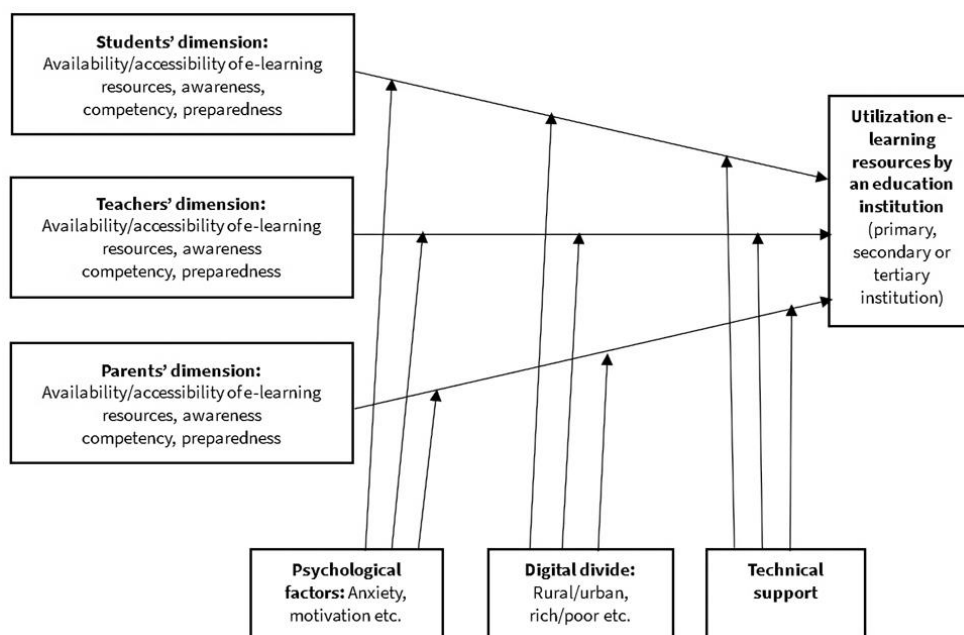 Students’ dimension:
Availability/accessibility of e-learning
resources, awareness,
competency, preparedness
Teachers’ dimension:
Availability/accessibility of e-learning
resources, awareness
competency, preparedness
Parents’ dimension:
Availability/accessibility of e-learning
resources, awareness
competency, preparedness
Utilization e-
learning
resources by
an education
institution
(primary,
secondary or
tertiary
institution)
Psychological
factors: Anxiety,
motivation etc.
Digital divide:
Rural/urban,
rich/poor etc.
Technical
support